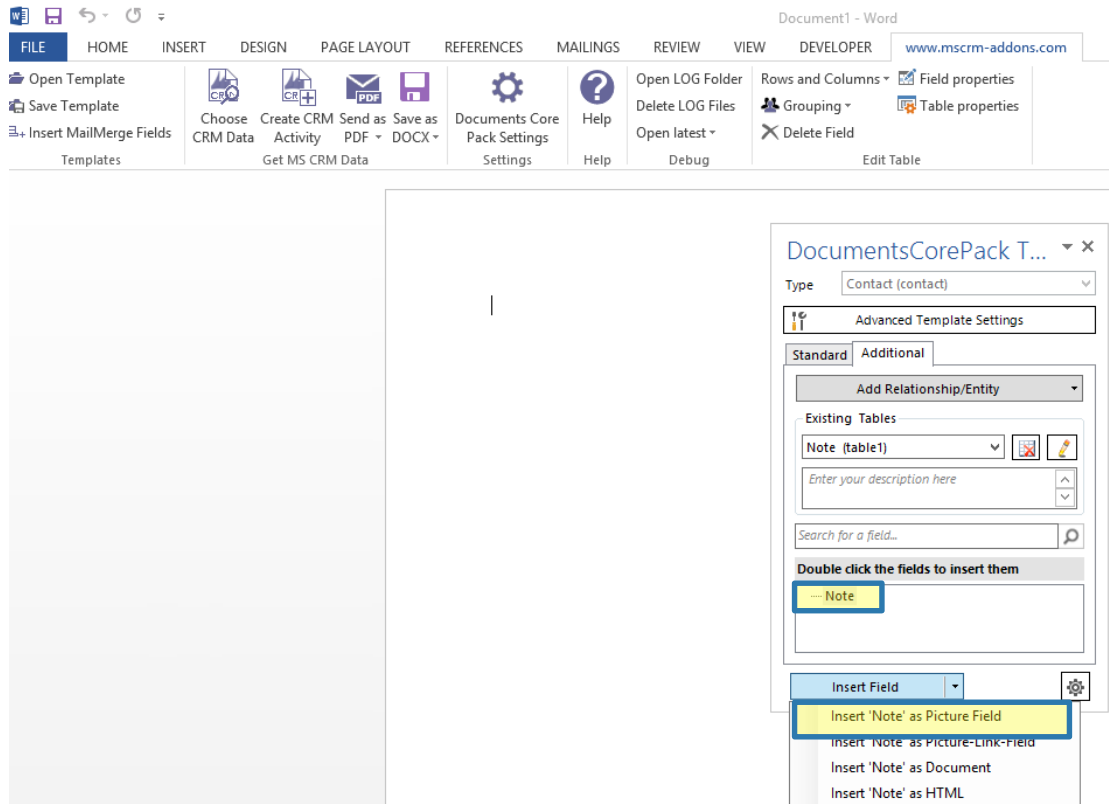 Document1 - Word
FILE HOME INSERT DESIGN PAGE LAYOUT REFERENCES MAILINGS REVIEW VIEW DEVELOPER www.mscrm-addons.com
Open Template
Save Template
Insert MailMerge Fields
Templates
CRM
Choose
CRM Data
CRM
Create CRM
Activity
PDF
Send as
PDF
Save as
DOCX
Get MS CRM Data
Documents Core
Pack Settings
Settings
?
Help
Help
Open LOG Folder
Delete LOG Files
Open latest
Debug
Rows and Columns
Grouping
Delete Field
Field properties
Table properties
Edit Table
DocumentsCorePack T...
Type Contact (contact)
Advanced Template Settings
Standard Additional
Add Relationship/Entity
Existing Tables
Note (table1)
Enter your description here
Search for a field...
Double click the fields to insert them
Note
Insert Field
Insert 'Note' as Picture Field
Insert 'Note' as Picture-Link-Field
Insert 'Note' as Document
Insert 'Note' as HTML